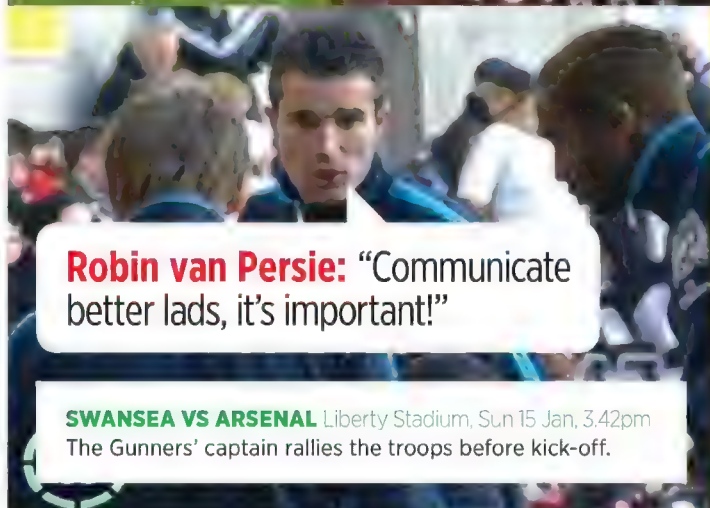 Robin van Persie: “Communicate
better lads, it’s important!”
SWANSEA VS ARSENAL Liberty Stadium, Sun 15 Jan, 3.42pm
The Gunners’ captain rallies the troops before kick-off.